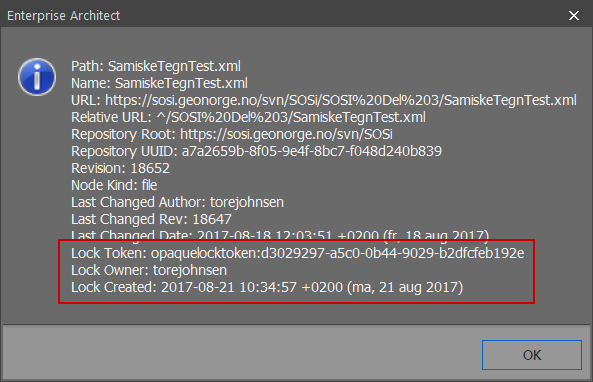 Enterprise Architect
Path: SamiskeTegnTest.xml
Name: SamiskeTegnTest.xml
URL: https://sosi.geonorge.no/svn/SOSi/SOSI%20Del%203/SamiskeTegnTest.xml
Relative URL: ^/SOSI%20Del%203/SamiskeTegnTest.xml
Repository Root: https://sosi.geonorge.no/svn/SOSi
Repository UUID: a7a2659b-8f05-9e4f-8bc7-f048d240b839
Revision: 18652
Node Kind: file
Last Changed Author: torejohnsen
Last Changed Rev: 18647
Last Changed Date: 2017-08-18 12:03:51 +0200 (fr, 18 aug 2017)
Lock Token: opaquelocktoken:d3029297-a5c0-0b44-9029-b2dfcfeb192e
Lock Owner: torejohnsen
Lock Created: 2017-08-21 10:34:57 +0200 (ma, 21 aug 2017)
OK